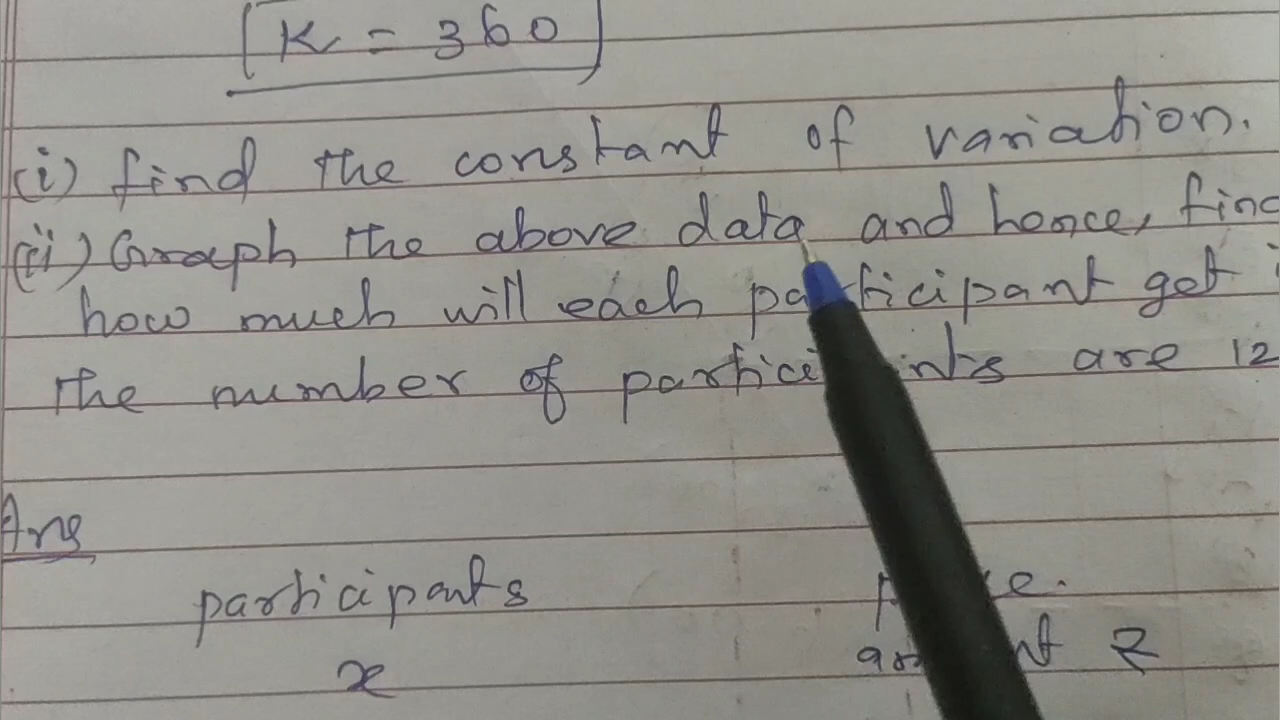 K = 360
(i) find the constant of variation.
(ii) Graph the above data and hence, find
how much will each participant get i
the number of participants are 12
Ans
participants
x